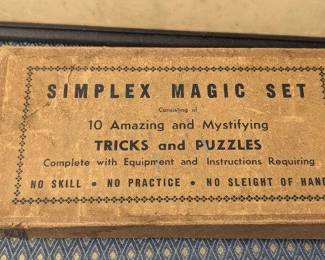 SIMPLEX MAGIC SET
Consisting of
10 Amazing and Mystifying
TRICKS and PUZZLES
Complete with Equipment and Instructions Requiring
NO SKILL • NO PRACTICE • NO SLEIGHT OF HAND